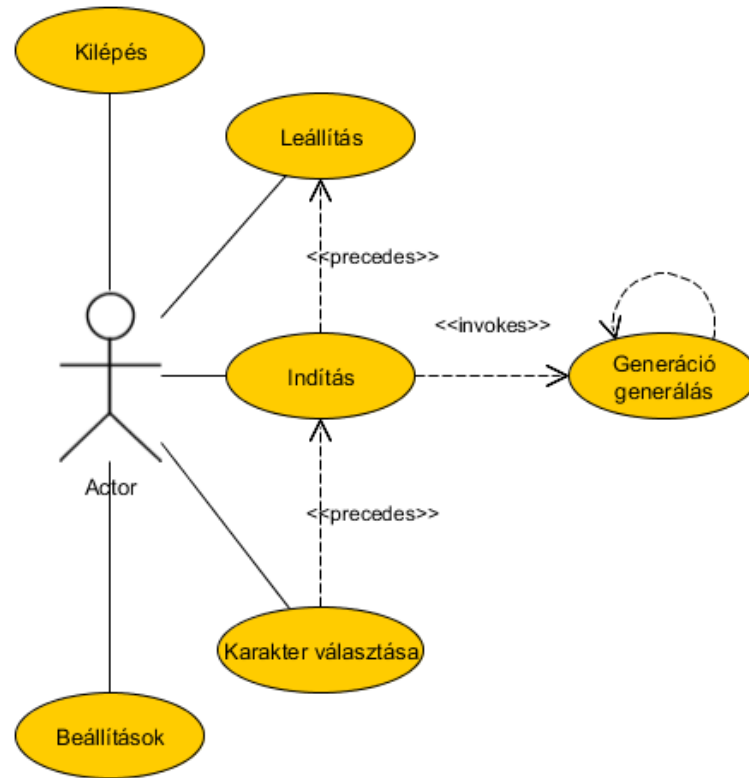 Kilépés
Leállítás
<<precedes>>
<<invokes>>
Indítás
Generáció
generálás
Actor
<<precedes>>
Karakter választása
Beállítások